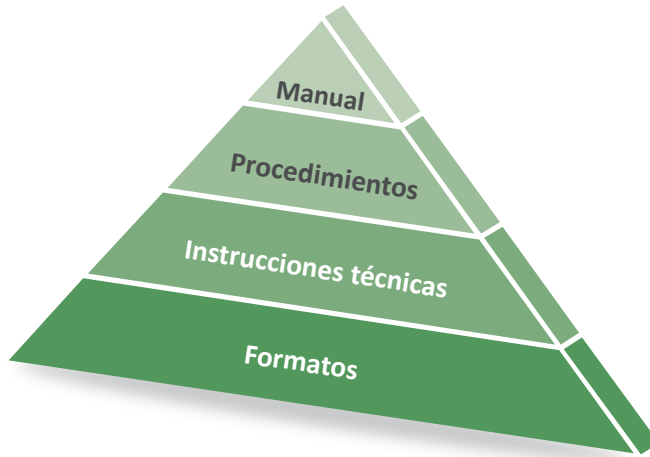 Manual
Procedimientos
Instrucciones técnicas
Formatos